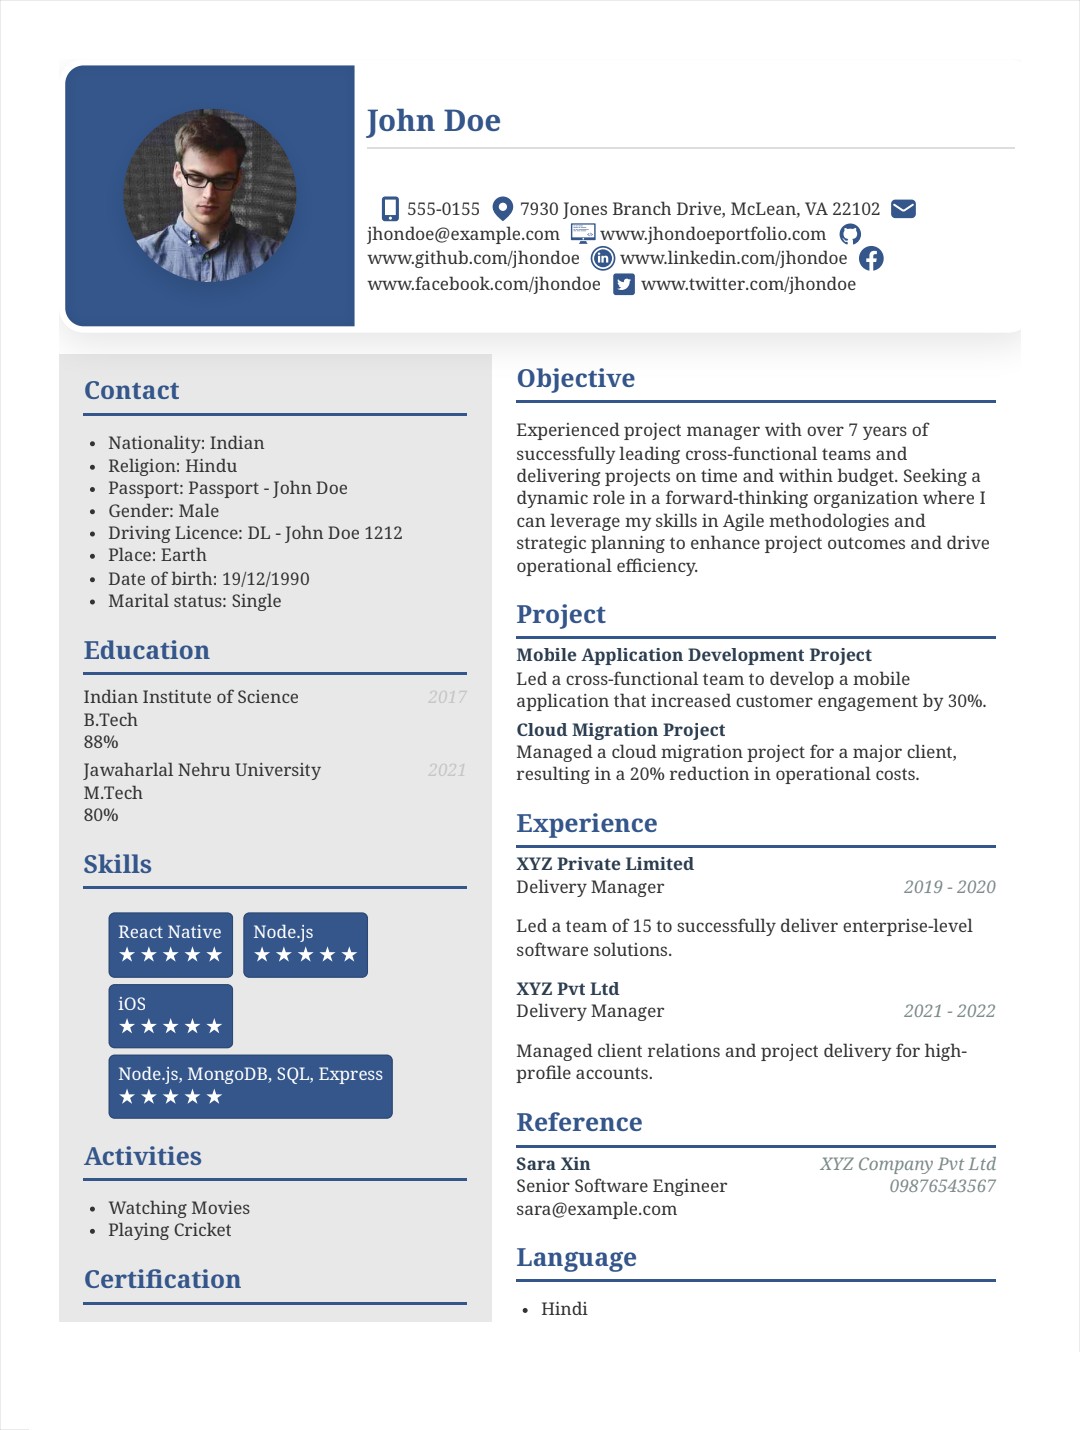 John Doe
555-0155 7930 Jones Branch Drive, McLean, VA 22102
jhondoe@example.com www.jhondoeportfolio.com
www.github.com/jhondoe www.linkedin.com/jhondoe
www.facebook.com/jhondoe www.twitter.com/jhondoe
Contact
• Nationality: Indian
• Religion: Hindu
• Passport: Passport - John Doe
• Gender: Male
• Driving Licence: DL - John Doe 1212
• Place: Earth
• Date of birth: 19/12/1990
• Marital status: Single
Education
Indian Institute of Science 2017
B.Tech
88%
Jawaharlal Nehru University 2021
M.Tech
80%
Skills
React Native Node.js
★ ★ ★ ★ ★ ★ ★ ★ ★ ★
iOS
★ ★ ★ ★ ★
Node.js, MongoDB, SQL, Express
★ ★ ★ ★ ★
Activities
• Watching Movies
• Playing Cricket
Certification
Objective
Experienced project manager with over 7 years of
successfully leading cross-functional teams and
delivering projects on time and within budget. Seeking a
dynamic role in a forward-thinking organization where I
can leverage my skills in Agile methodologies and
strategic planning to enhance project outcomes and drive
operational efficiency.
Project
Mobile Application Development Project
Led a cross-functional team to develop a mobile
application that increased customer engagement by 30%.
Cloud Migration Project
Managed a cloud migration project for a major client,
resulting in a 20% reduction in operational costs.
Experience
XYZ Private Limited
Delivery Manager 2019 - 2020
Led a team of 15 to successfully deliver enterprise-level
software solutions.
XYZ Pvt Ltd
Delivery Manager 2021 - 2022
Managed client relations and project delivery for high-
profile accounts.
Reference
Sara Xin XYZ Company Pvt Ltd
Senior Software Engineer 09876543567
sara@example.com
Language
• Hindi